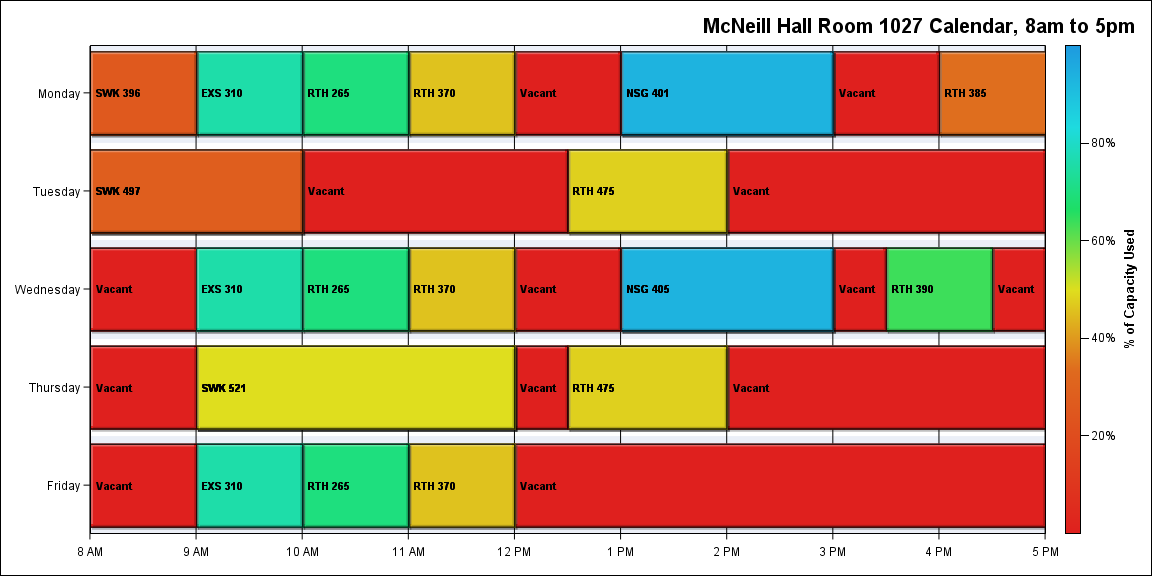 McNeill Hall Room 1027 Calendar, 8am to 5pm
Monday
SWK 396
EXS 310
RTH 265
RTH 370
Vacant
NSG 401
Vacant
RTH 385
Tuesday
SWK 497
Vacant
RTH 475
Vacant
Wednesday
Vacant
EXS 310
RTH 265
RTH 370
Vacant
NSG 405
Vacant
RTH 390
Vacant
Thursday
Vacant
SWK 521
Vacant
RTH 475
Vacant
Friday
Vacant
EXS 310
RTH 265
RTH 370
Vacant
8 AM
9 AM
10 AM
11 AM
12 PM
1 PM
2 PM
3 PM
4 PM
5 PM
80%
60%
40%
20%
% of Capacity Used